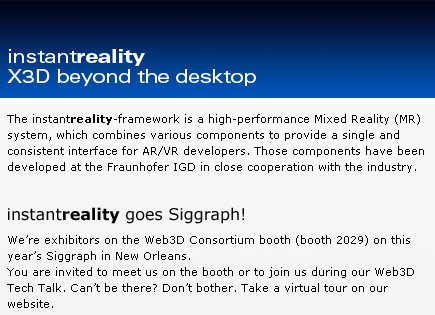 instantreality
X3D beyond the desktop
The instantreality-framework is a high-performance Mixed Reality (MR)
system, which combines various components to provide a single and
consistent interface for AR/VR developers. Those components have been
developed at the Fraunhofer IGD in close cooperation with the industry.
instantreality goes Siggraph!
We're exhibitors on the Web3D Consortium booth (booth 2029) on this
year's Siggraph in New Orleans.
You are invited to meet us on the booth or to join us during our Web3D
Tech Talk. Can't be there? Don't bother. Take a virtual tour on our
website.